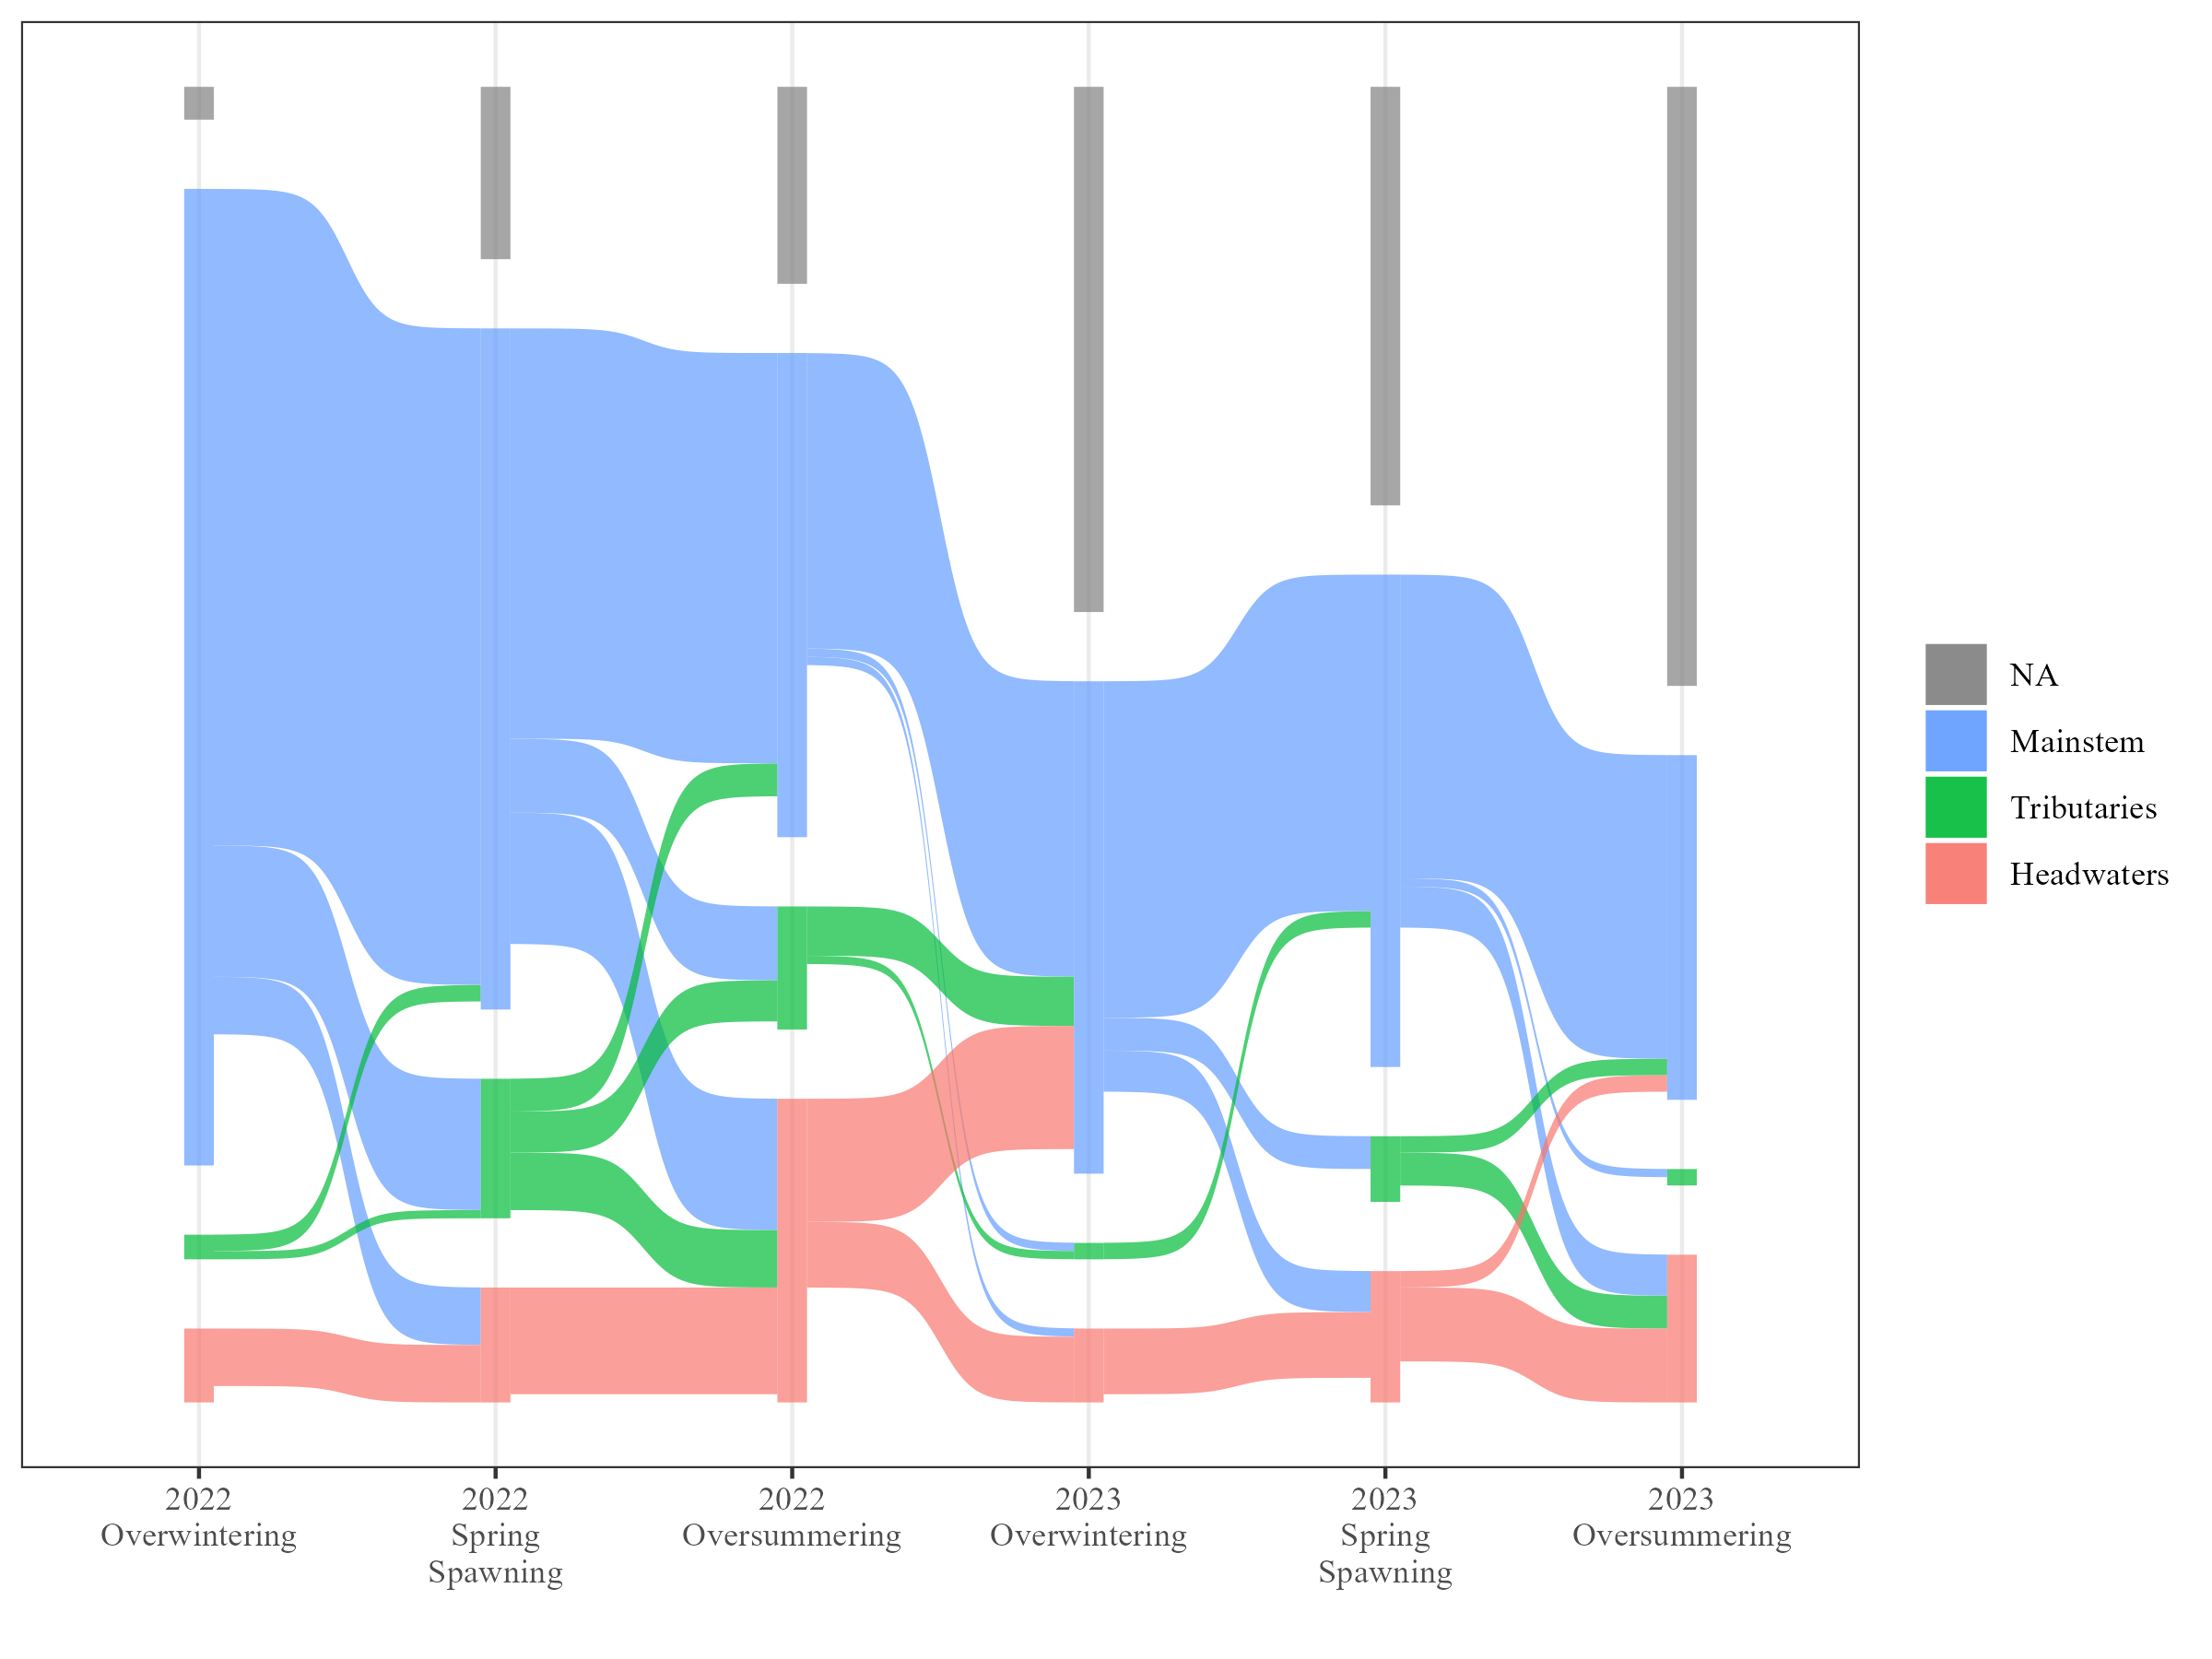 NA
Mainstem
Tributaries
Headwaters
2022
Overwintering
2022
Spring
Spawning
2022
Oversummering
2023
Overwintering
2023
Spring
Spawning
2023
Oversummering